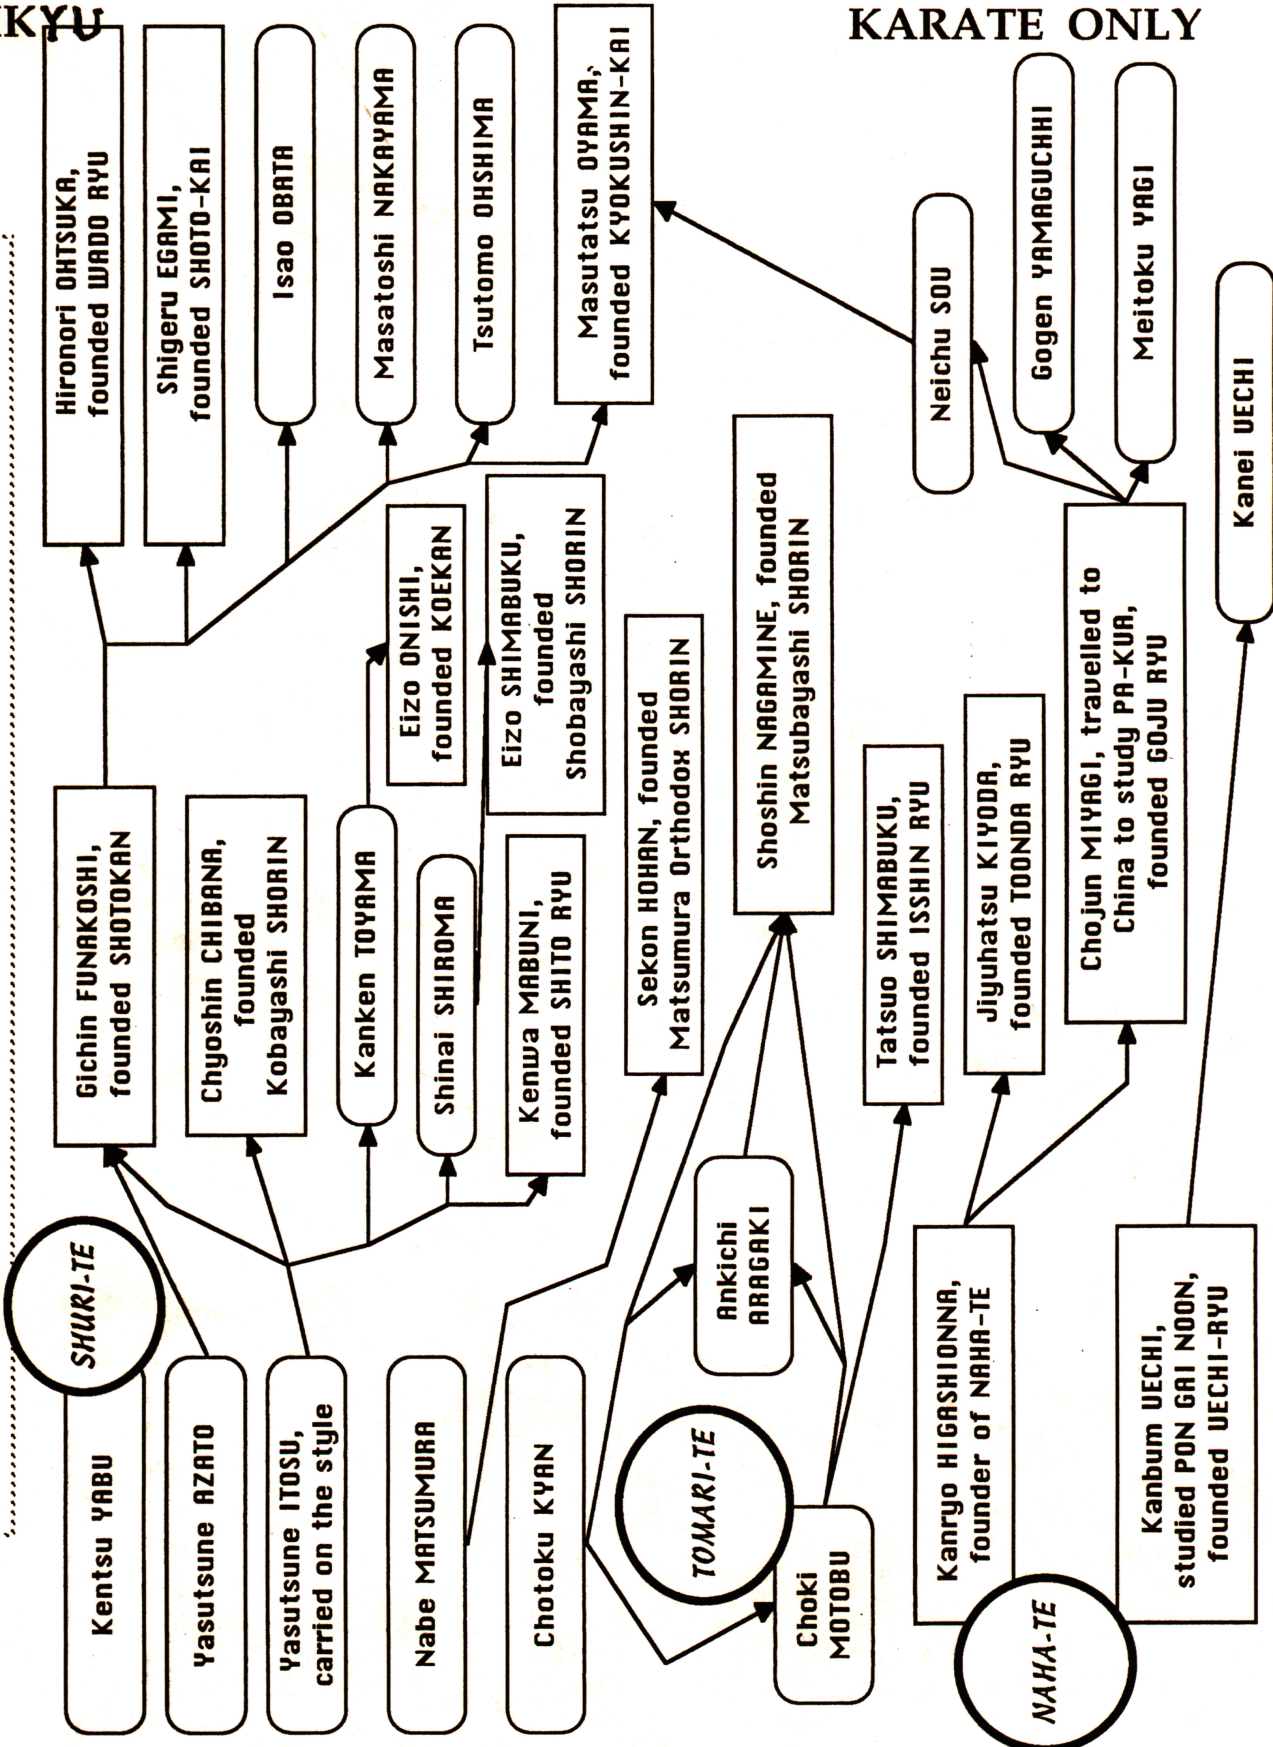 IKYU
KARATE ONLY
SHURI-TE
Kentsu YABU
Yasutsune AZATO
Yasutsune ITOSU,
carried on the style
Nabe MATSUMURA
Chotoku KYAN
TOMARI-TE
Choki
MOTOBU
NAHA-TE
Kanryo HIGASHIONNA,
founder of NAHA-TE
Kanbum UECHI,
studied PON GAI NOON,
founded UECHI-RYU
Gichin FUNAKOSHI,
founded SHOTOKAN
Chyoshin CHIBANA,
founded
Kobayashi SHORIN
Kanken TOYAMA
Shinai SHIROMA
Kenwa MABUNI,
founded SHITO RYU
Ankichi
ARAGAKI
Sekon HOHAN, founded
Matsumura Orthodox SHORIN
Shoshin NAGAMINE, founded
Matsubayashi SHORIN
Tatsuo SHIMABUKU,
founded ISSHIN RYU
Jiyuhatsu KIYODA,
founded TOONDA RYU
Chojun MIYAGI, travelled to
China to study PA-KUA,
founded GOJU RYU
Eizo ONISHI,
founded KOEKAN
Eizo SHIMABUKU,
founded
Shobayashi SHORIN
Hironori OHTSUKA,
founded WADO RYU
Shigeru EGAMI,
founded SHOTO-KAI
Isao OBATA
Masatoshi NAKAYAMA
Tsutomo OHSHIMA
Masutatsu OYAMA,
founded KYOKUSHIN-KAI
Neichu SOU
Gogen YAMAGUCHHI
Meitoku YAGI
Kanei UECHI